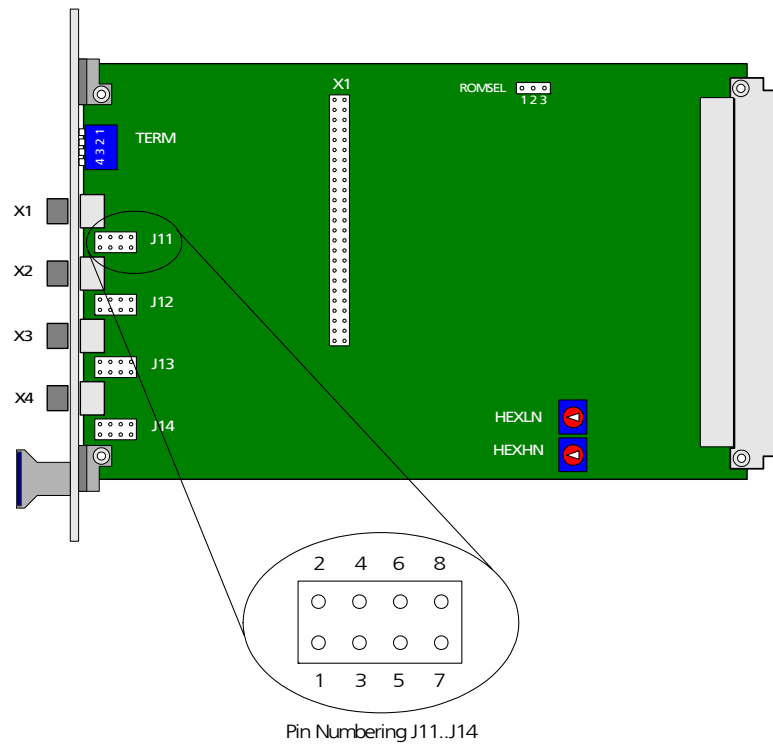 X1
ROMSEL
1 2 3
TERM
4 3 2 1
X1
J11
X2
J12
X3
J13
X4
J14
HEXLN
HEXHN
2 4 6 8
1 3 5 7
Pin Numbering J11..J14